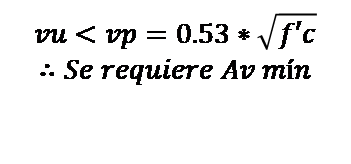 vu < vp = 0.53 * √f'c
∴ Se requiere Av mín